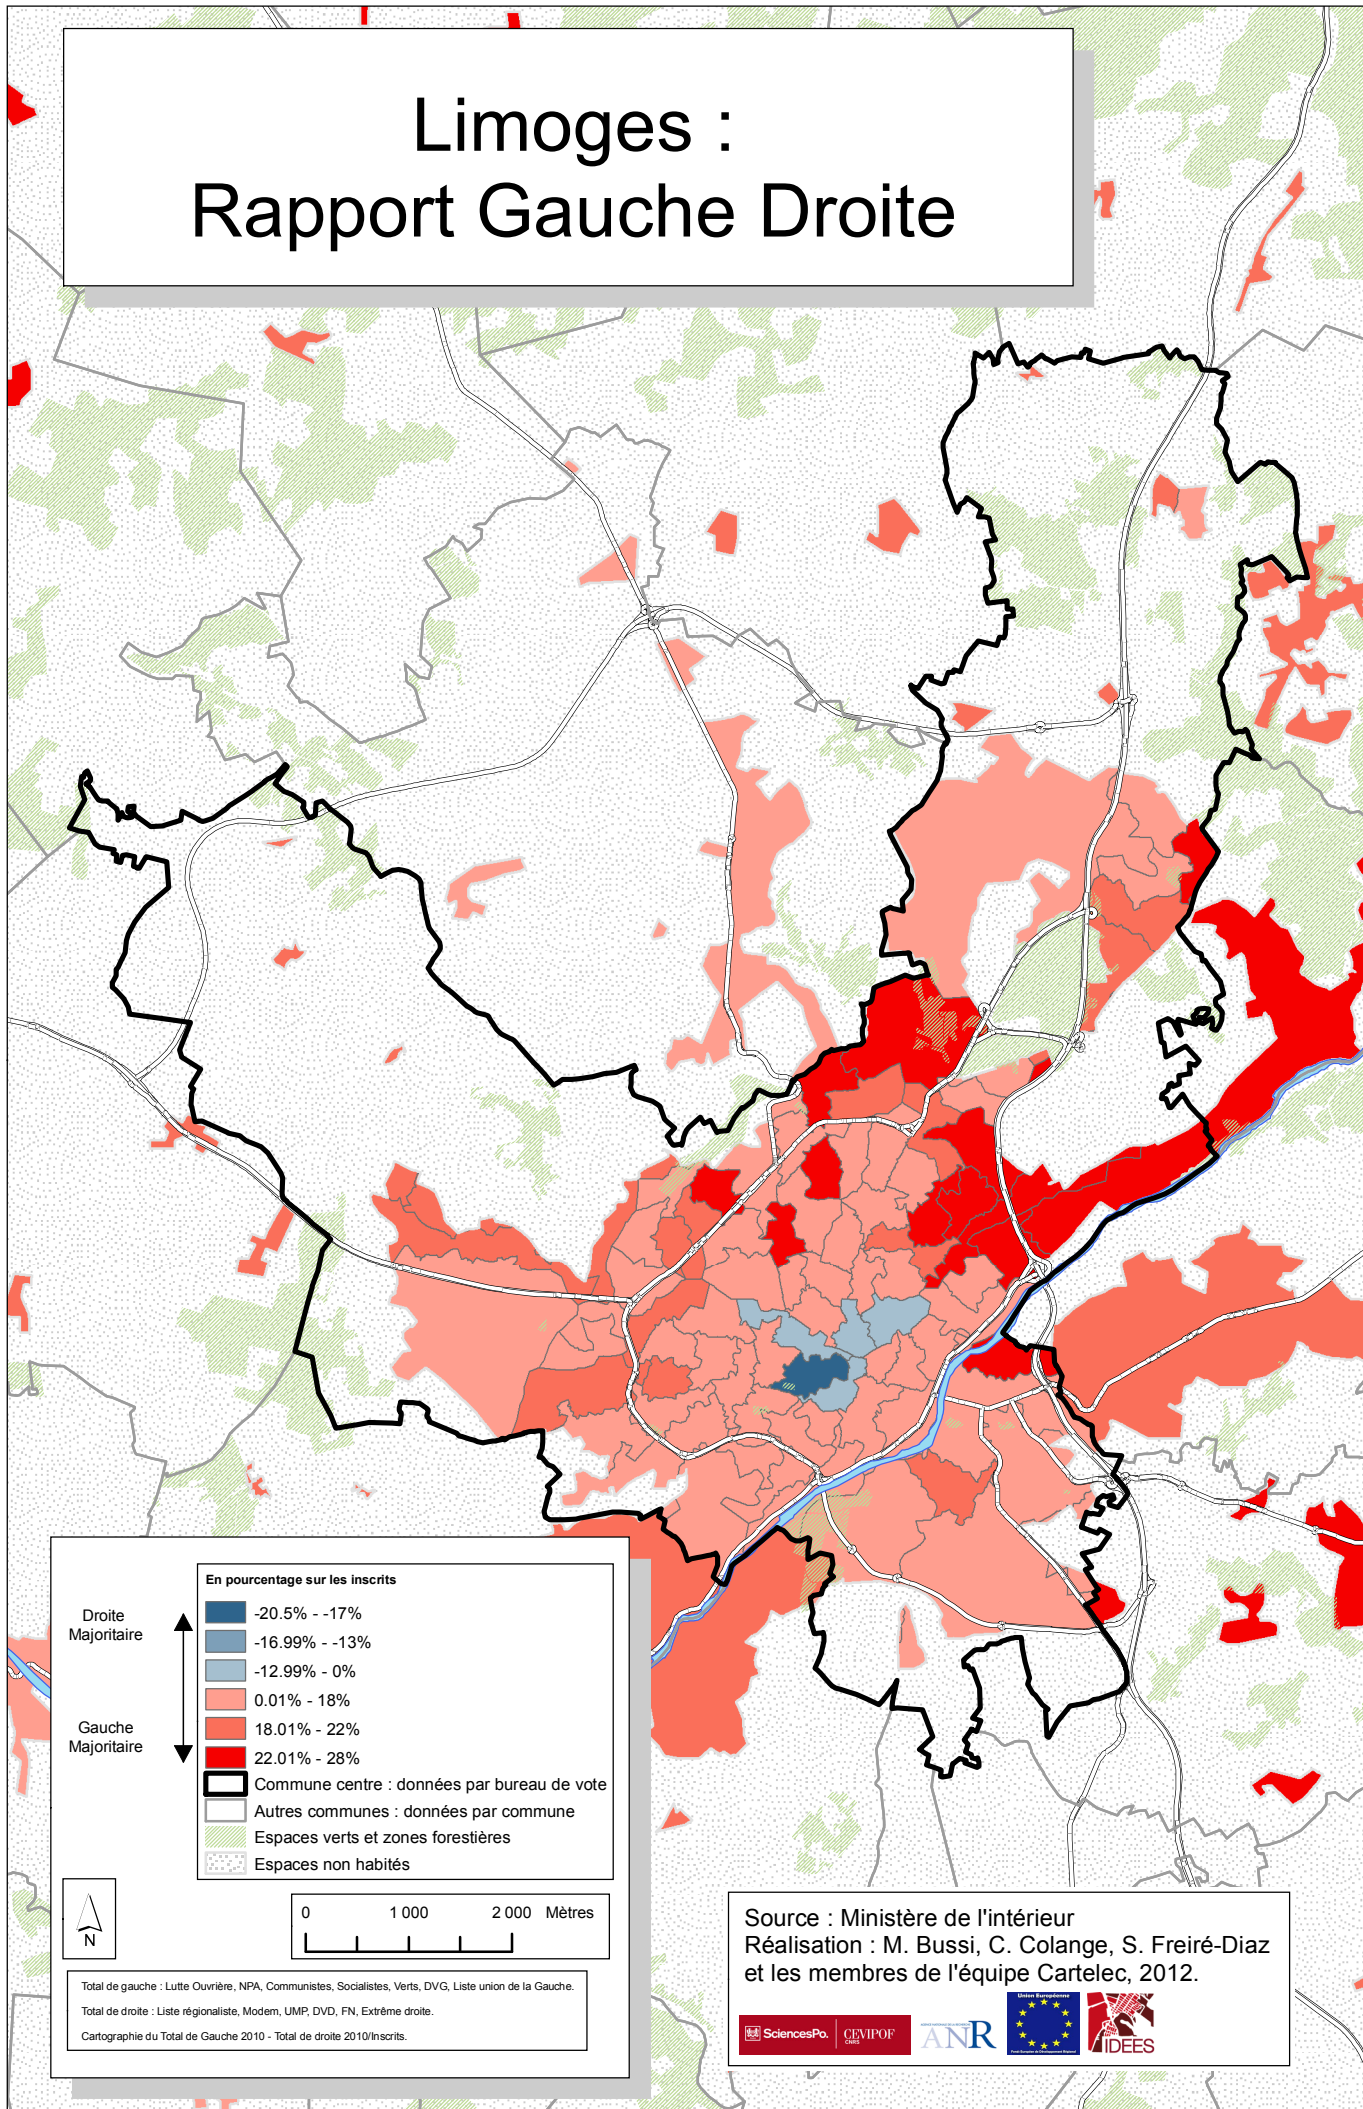 Limoges :
Rapport Gauche Droite
En pourcentage sur les inscrits
Droite
Majoritaire
Gauche
Majoritaire
-20.5% - -17%
-16.99% - -13%
-12.99% - 0%
0.01% - 18%
18.01% - 22%
22.01% - 28%
Commune centre : données par bureau de vote
Autres communes : données par commune
Espaces verts et zones forestières
Espaces non habités
N
0 1 000 2 000 Mètres
Total de gauche : Lutte Ouvrière, NPA, Communistes, Socialistes, Verts, DVG, Liste union de la Gauche.
Total de droite : Liste régionaliste, Modem, UMP, DVD, FN, Extrême droite.
Cartographie du Total de Gauche 2010 - Total de droite 2010/Inscrits.
Source : Ministère de l'intérieur
Réalisation : M. Bussi, C. Colange, S. Freiré-Diaz
et les membres de l'équipe Cartelec, 2012.
SciencesPo.
CEVIPOF
CNRS
ANR
Union Européenne
IDEES